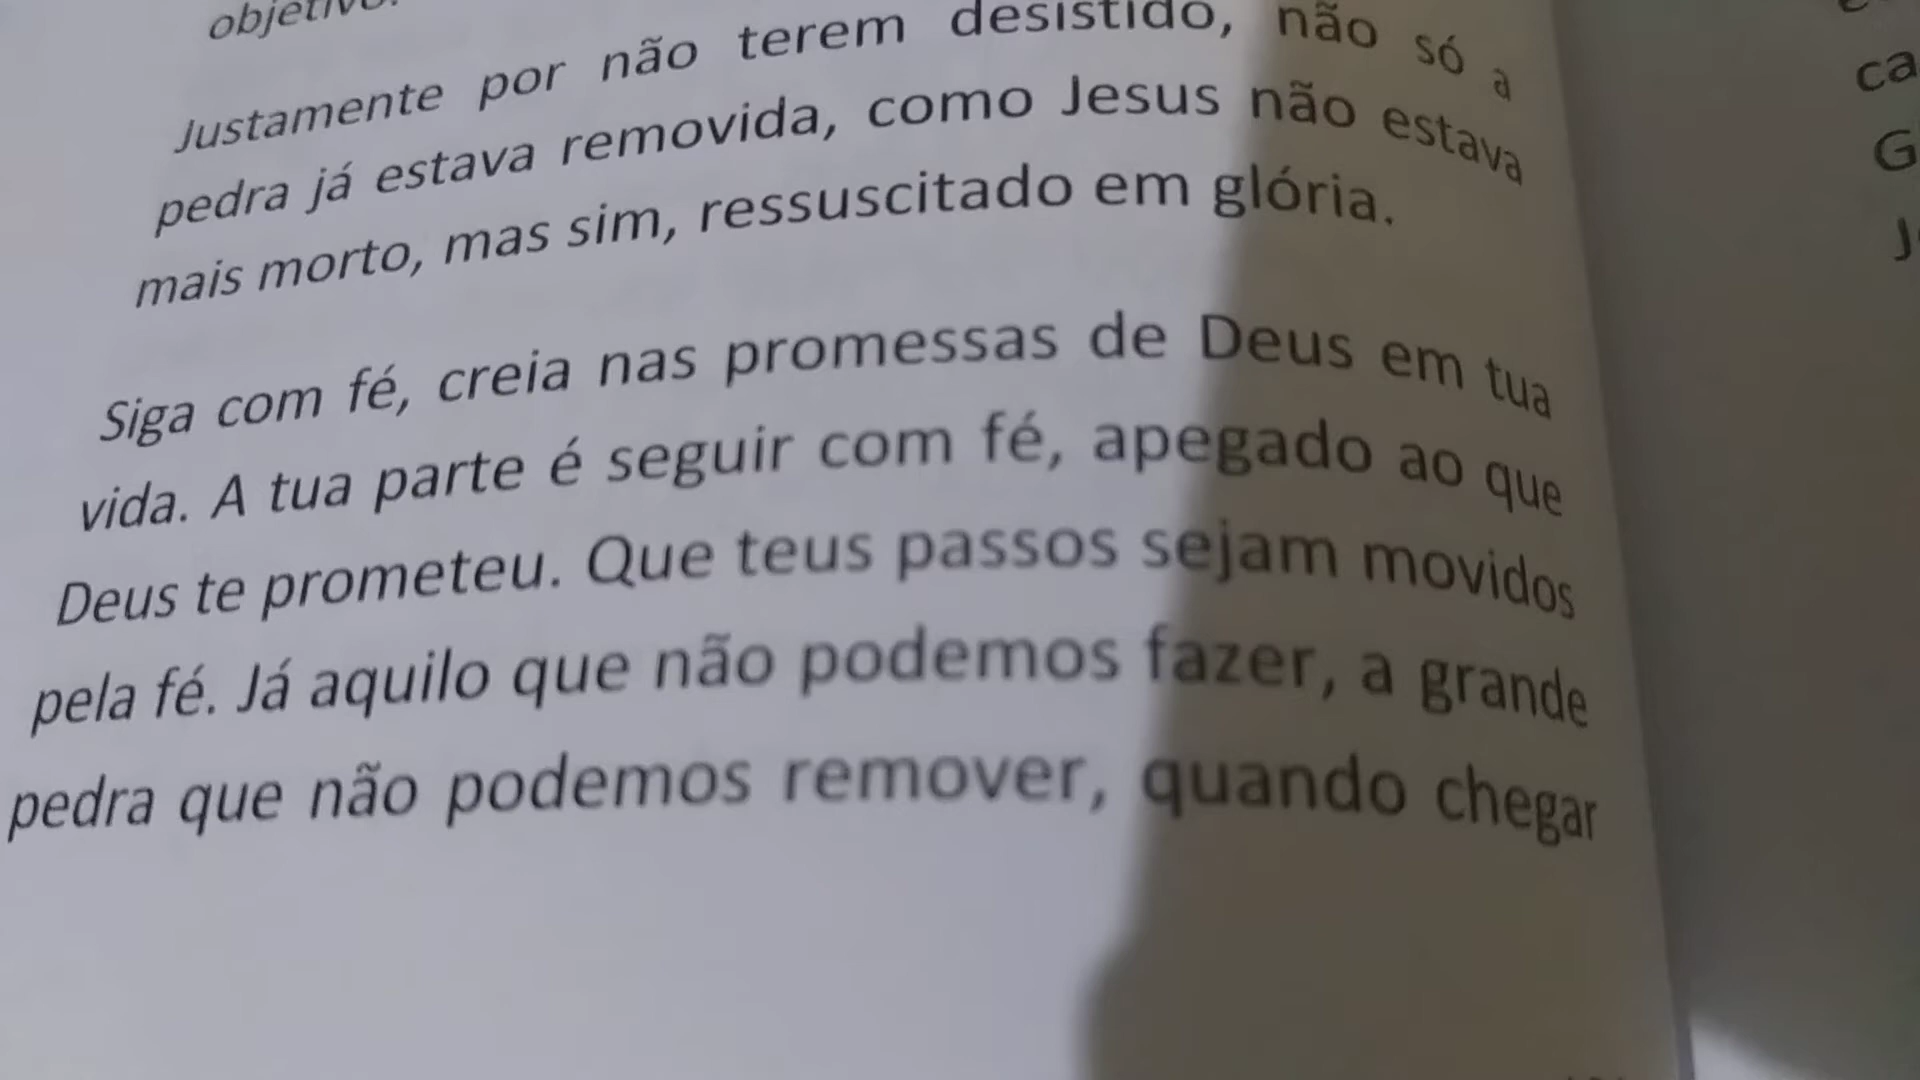 objetivo.
Justamente por não terem desistido, não só a
pedra já estava removida, como Jesus não estava
mais morto, mas sim, ressuscitado em glória.
Siga com fé, creia nas promessas de Deus em tua
vida. A tua parte é seguir com fé, apegado ao que
Deus te prometeu. Que teus passos sejam movidos
pela fé. Já aquilo que não podemos fazer, a grande
pedra que não podemos remover, quando chegar